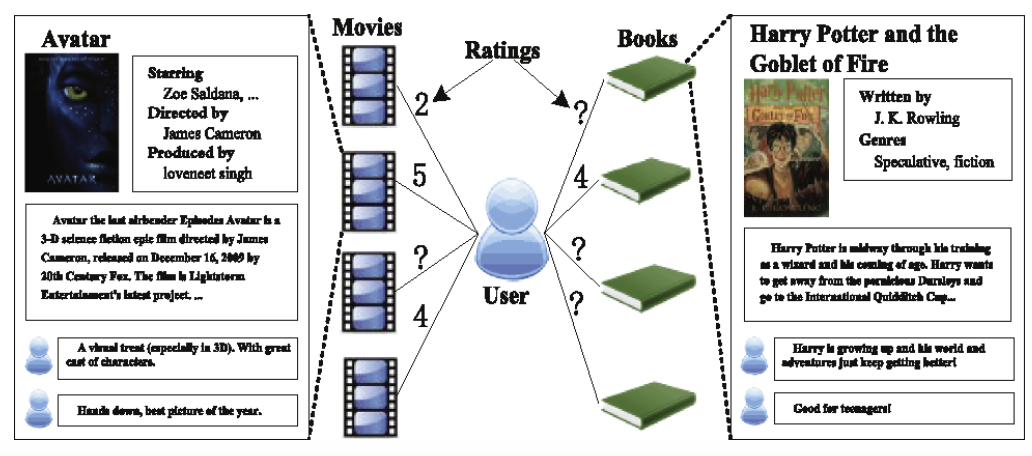 Avatar
AVATAR
Starring
Zoe Saldana, ...
Directed by
James Cameron
Produced by
loveneet singh
Avatar the last airbender Episodes Avatar is a
3-D science fiction epic film directed by James
Cameron, released on December 16, 2009 by
20th Century Fox. The film is Lightstorm
Entertainment's latest project. ...
A visual treat (especially in 3D). With great
cast of characters.
Hands down, best picture of the year.
Movies
Ratings
Books
2
5
?
4
User
?
4
?
?
Harry Potter and the
Goblet of Fire
Harry Potter
Goblet of Fire
J. K. ROWLING
Written by
J. K. Rowling
Genres
Speculative, fiction
Harry Potter is midway through his training
as a wizard and his coming of age. Harry wants
to get away from the pernicious Dursleys and
go to the International Quidditch Cup...
Harry is growing up and his world and
adventures just keep getting better!
Good for teenagers!